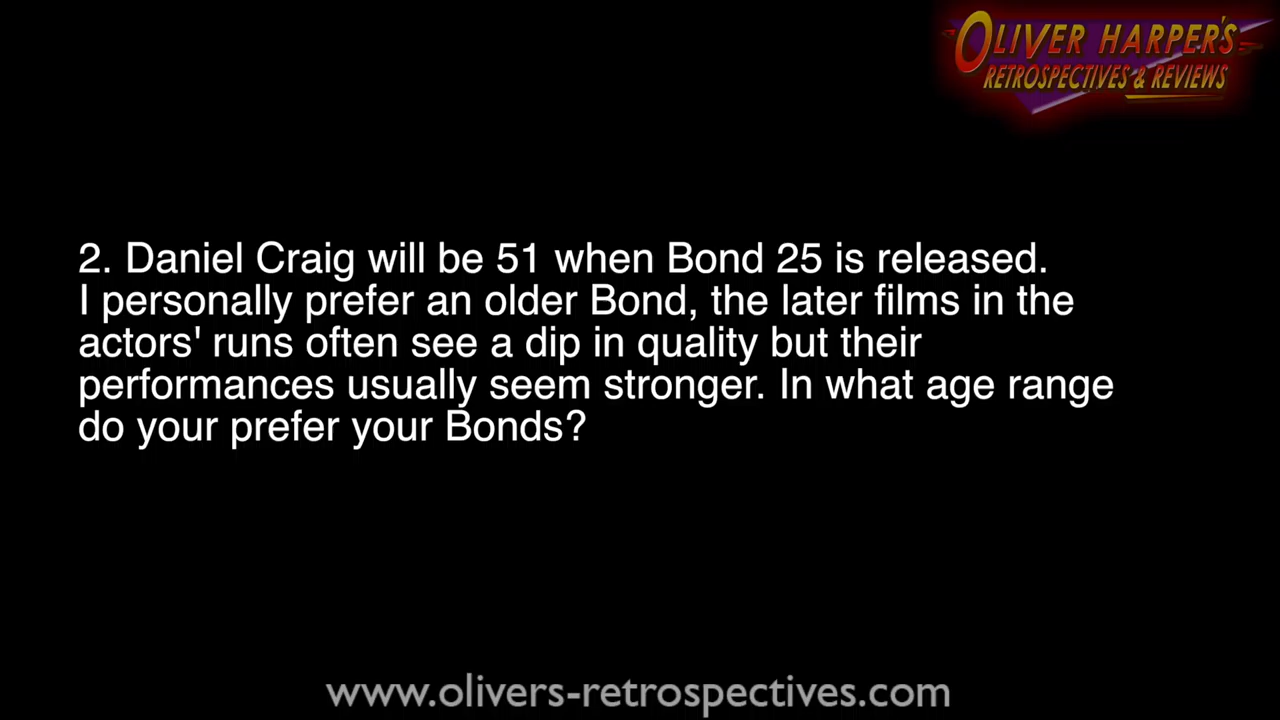 OLIVER HARPER'S
RETROSPECTIVES & REVIEWS
2. Daniel Craig will be 51 when Bond 25 is released.
I personally prefer an older Bond, the later films in the
actors' runs often see a dip in quality but their
performances usually seem stronger. In what age range
do your prefer your Bonds?
www.olivers-retrospectives.com